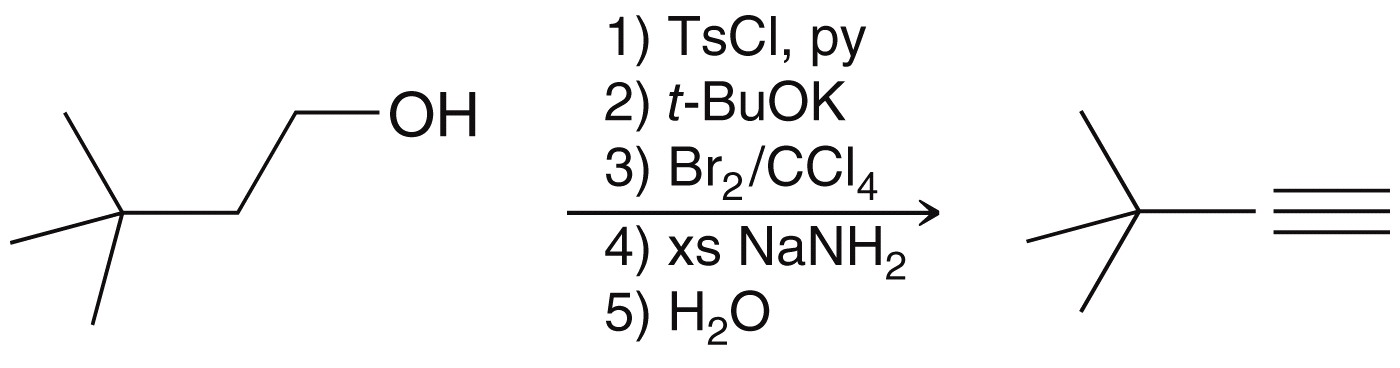 OH
1) TsCl, py
2) t-BuOK
3) Br₂/CCl₄
4) xs NaNH₂
5) H₂O